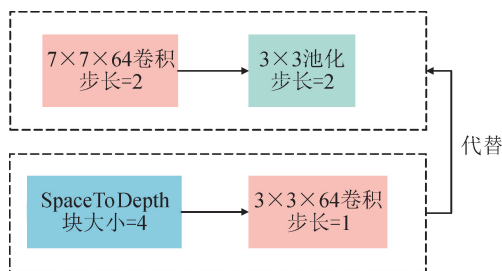 7×7×64卷积
步长=2
3×3池化
步长=2
代替
SpaceToDepth
块大小=4
3×3×64卷积
步长=1